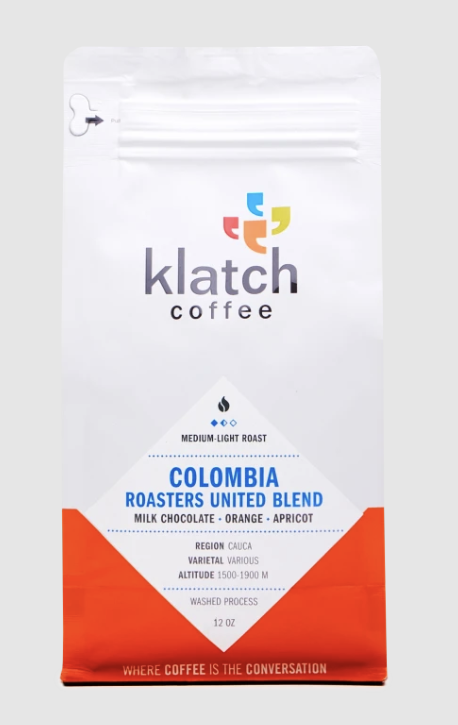 klatch
coffee
MEDIUM-LIGHT ROAST
COLOMBIA
ROASTERS UNITED BLEND
MILK CHOCOLATE • ORANGE • APRICOT
REGION CAUCA
VARIETAL VARIOUS
ALTITUDE 1500-1900 M
WASHED PROCESS
12 OZ
WHERE COFFEE IS THE CONVERSATION